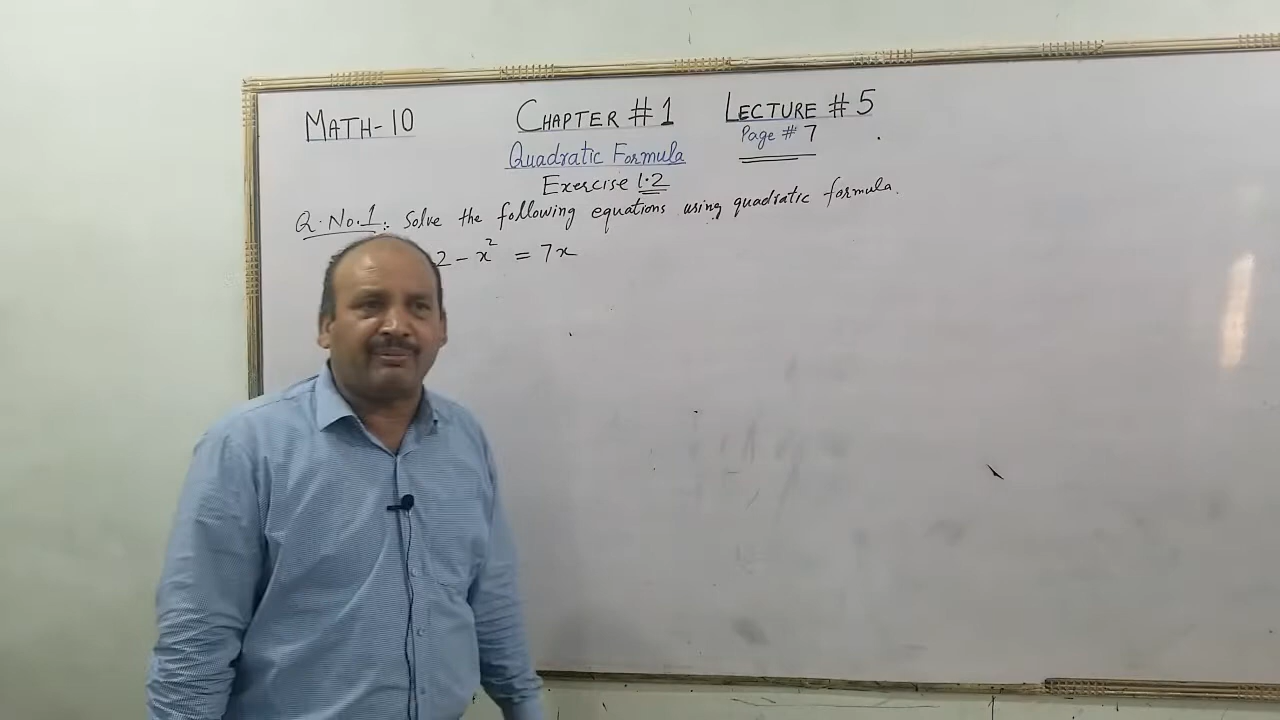 MATH-10 CHAPTER #1 LECTURE #5
Quadratic Formula Page #7
Exercise 1.2
Q.No.1: Solve the following equations using quadratic formula.
2 - x² = 7x